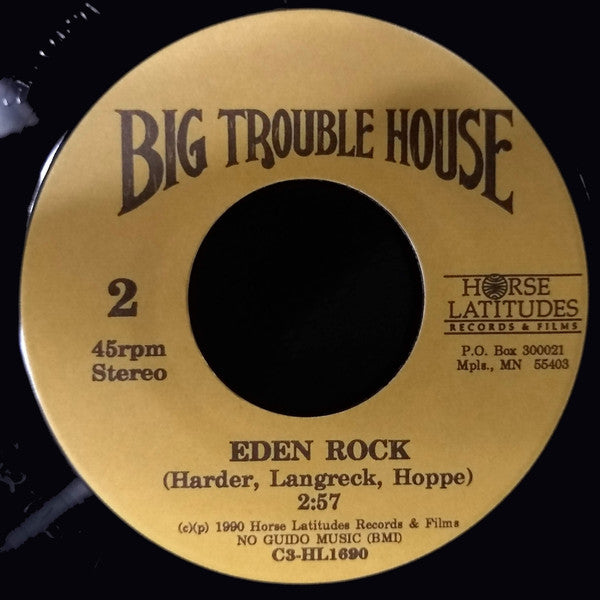 BIG TROUBLE HOUSE
2
45rpm
Stereo
HORSE
LATITUDES
RECORDS & FILMS
P.O. Box 300021
Mpls., MN 55403
EDEN ROCK
(Harder, Langreck, Hoppe)
2:57
(c)(p) 1990 Horse Latitudes Records & Films
NO GUIDO MUSIC (BMI)
C3-HL1690